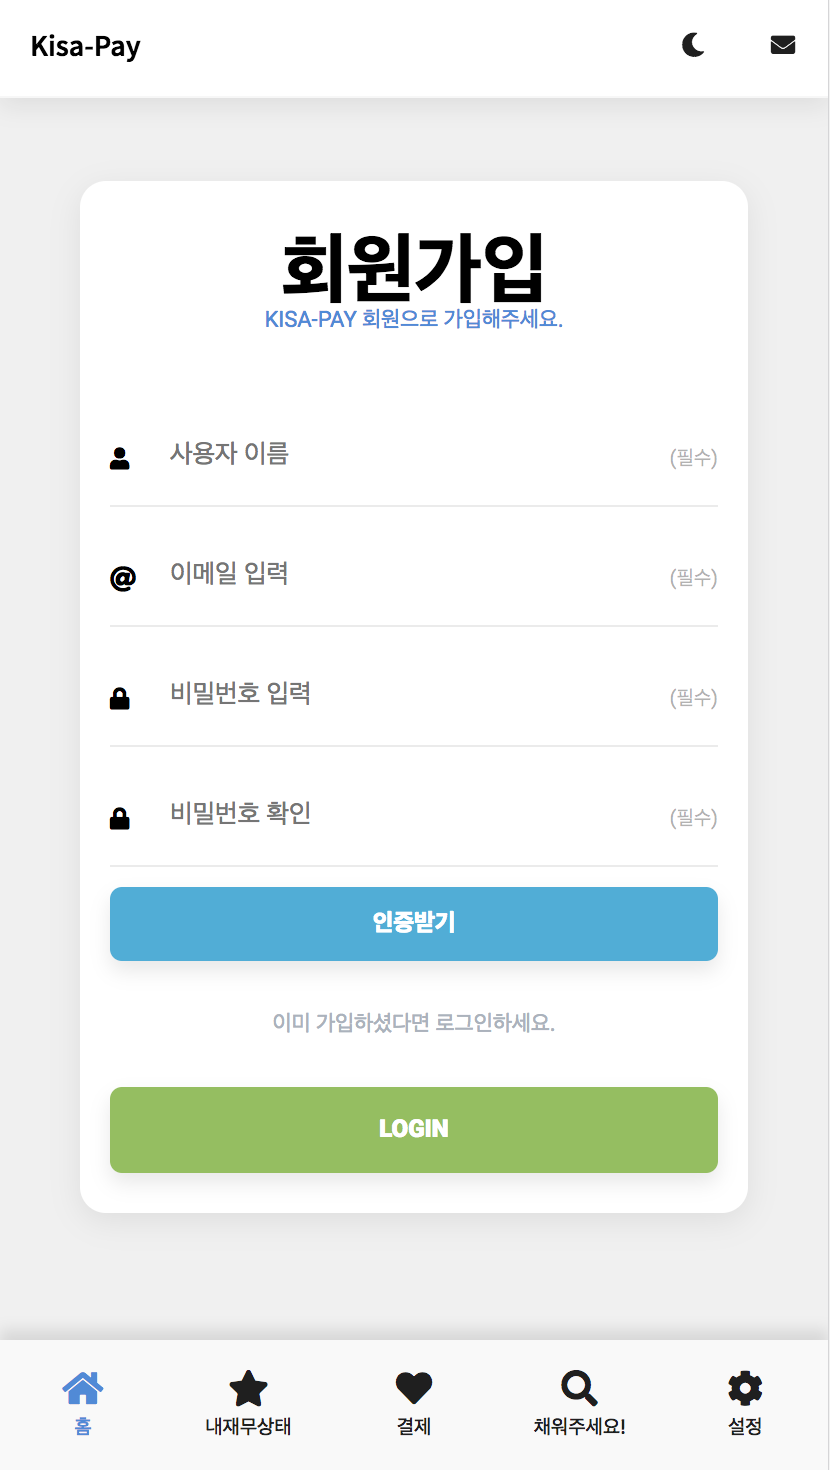 Kisa-Pay
회원가입
KISA-PAY 회원으로 가입해주세요.
사용자 이름 (필수)
이메일 입력 (필수)
비밀번호 입력 (필수)
비밀번호 확인 (필수)
인증받기
이미 가입하셨다면 로그인하세요.
LOGIN
홈 내재무상태 결제 채워주세요! 설정